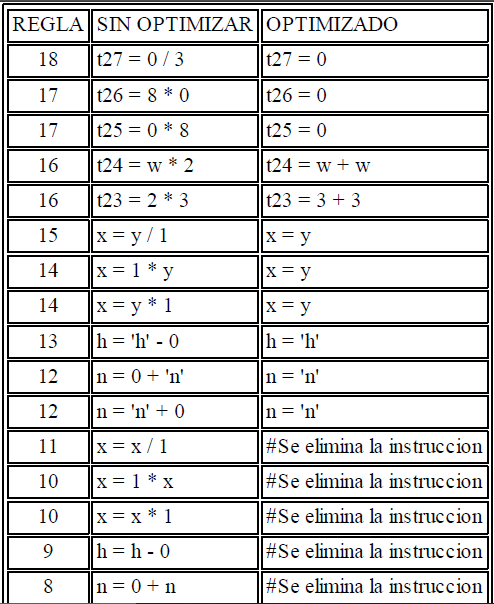 REGLA SIN OPTIMIZAR OPTIMIZADO
18 t27 = 0 / 3 t27 = 0
17 t26 = 8 * 0 t26 = 0
17 t25 = 0 * 8 t25 = 0
16 t24 = w * 2 t24 = w + w
16 t23 = 2 * 3 t23 = 3 + 3
15 x = y / 1 x = y
14 x = 1 * y x = y
14 x = y * 1 x = y
13 h = 'h' - 0 h = 'h'
12 n = 0 + 'n' n = 'n'
12 n = 'n' + 0 n = 'n'
11 x = x / 1 #Se elimina la instruccion
10 x = 1 * x #Se elimina la instruccion
10 x = x * 1 #Se elimina la instruccion
9 h = h - 0 #Se elimina la instruccion
8 n = 0 + n #Se elimina la instruccion